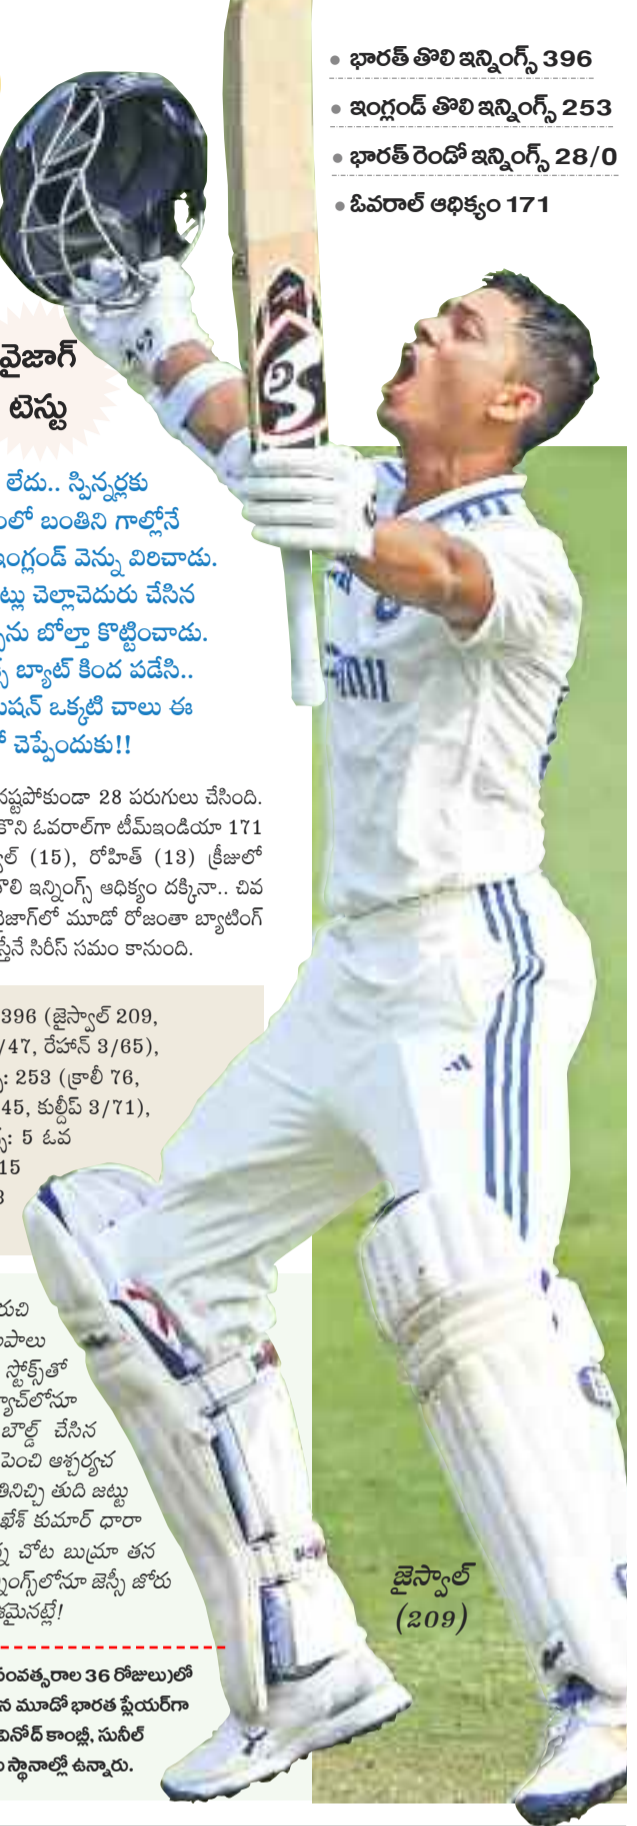 • భారత్ తొలి ఇన్నింగ్స్ 396
• ఇంగ్లండ్ తొలి ఇన్నింగ్స్ 253
• భారత్ రెండో ఇన్నింగ్స్ 28/0
• ఓవరాల్ ఆధిక్యం 171
వైజాగ్
టెస్టు
లేదు.. స్పిన్నర్లకు
లో బంతిని గాల్లోనే
ఇంగ్లండ్ వెన్ను విరిచాడు.
ట్లు చెల్లాచెదురు చేసిన
ను బోల్తా కొట్టించాడు.
బ్యాట్ కింద పడేసి..
షన్ ఒక్కటి చాలు ఈ
చెప్పేందుకు!!
నష్టపోకుండా 28 పరుగులు చేసింది.
కొని ఓవరాల్‌గా టీమ్ఇండియా 171
ల్ (15), రోహిత్ (13) క్రీజులో
లి ఇన్నింగ్స్ ఆధిక్యం దక్కినా.. చివ
జాగ్‌లో మూడో రోజంతా బ్యాటింగ్
స్తేనే సిరీస్ సమం కానుంది.
396 (జైస్వాల్ 209,
/47, రేహాన్ 3/65),
: 253 (క్రాలీ 76,
45, కుల్దీప్ 3/71),
: 5 ఓవ
15
రుచి
పాలు
స్టోక్స్‌తో
్యాచ్‌లోనూ
బౌల్డ్ చేసిన
పెంచి ఆశ్చర్యచ
తినిచ్చి తుది జట్టు
ఖేశ్ కుమార్ ధారా
చోట బుమ్రా తన
న్నింగ్స్‌లోనూ జెస్సీ జోరు
మైనట్లే!
సంవత్సరాల 36 రోజులు)లో
న మూడో భారత ప్లేయర్‌గా
వినోద్ కాంబ్లీ, సునీల్
స్థానాల్లో ఉన్నారు.
జైస్వాల్
(209)